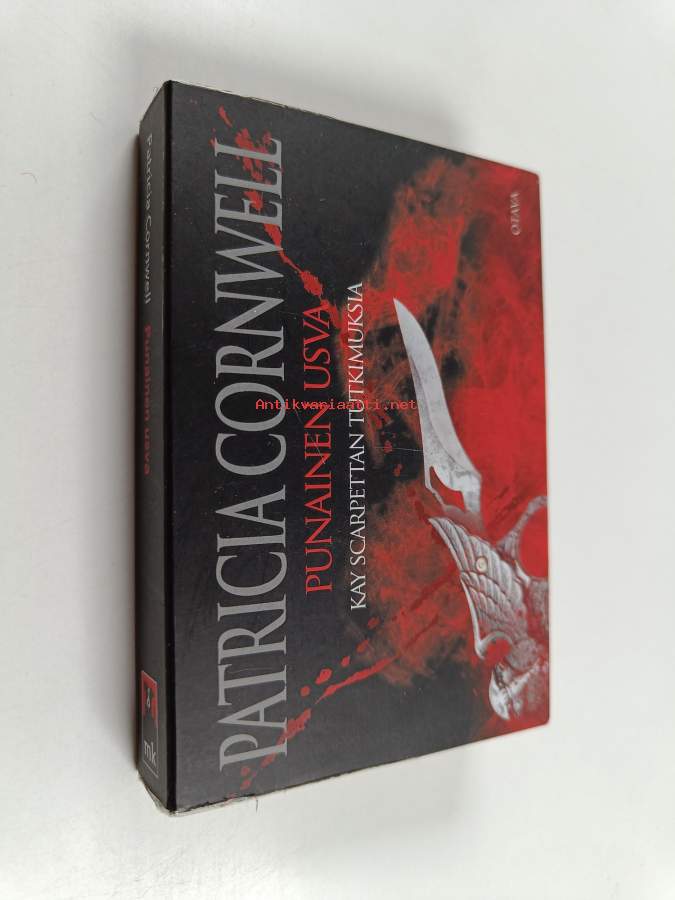 PATRICIA CORNWELL
PUNAINEN USVA
KAY SCARPETTAN TUTKIMUKSIA
OTAVA
Patricia Cornwell Punainen usva
mk
Antikvariaatti.net